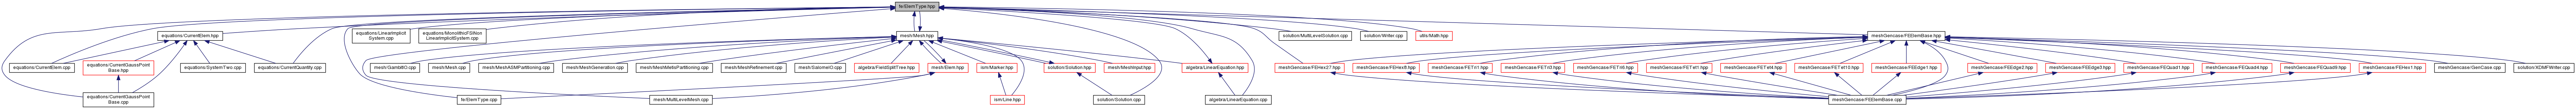 fe/ElemType.hpp
equations/CurrentElem.hpp
equations/LinearImplicit
System.cpp
equations/MonolithicFSINon
LinearImplicitSystem.cpp
mesh/Mesh.hpp
solution/MultiLevelSolution.cpp
solution/Writer.cpp
utils/Math.hpp
meshGencase/FEElemBase.hpp
equations/CurrentElem.cpp
equations/CurrentGaussPoint
Base.hpp
equations/SystemTwo.cpp
equations/CurrentQuantity.cpp
mesh/GambitIO.cpp
mesh/Mesh.cpp
mesh/MeshASMPartitioning.cpp
mesh/MeshGeneration.cpp
mesh/MeshMetisPartitioning.cpp
mesh/MeshRefinement.cpp
mesh/SalomeIO.cpp
algebra/FieldSplitTree.hpp
mesh/Elem.hpp
ism/Marker.hpp
solution/Solution.hpp
mesh/MeshInput.hpp
algebra/LinearEquation.hpp
meshGencase/FEHex27.hpp
meshGencase/FEHex8.hpp
meshGencase/FETri1.hpp
meshGencase/FETri3.hpp
meshGencase/FETri6.hpp
meshGencase/FETet1.hpp
meshGencase/FETet4.hpp
meshGencase/FETet10.hpp
meshGencase/FEEdge1.hpp
meshGencase/FEEdge2.hpp
meshGencase/FEEdge3.hpp
meshGencase/FEQuad1.hpp
meshGencase/FEQuad4.hpp
meshGencase/FEQuad9.hpp
meshGencase/FEHex1.hpp
meshGencase/GenCase.cpp
solution/XDMFWriter.cpp
equations/CurrentGaussPoint
Base.cpp
fe/ElemType.cpp
mesh/MultiLevelMesh.cpp
ism/Line.hpp
solution/Solution.cpp
algebra/LinearEquation.cpp
meshGencase/FEElemBase.cpp